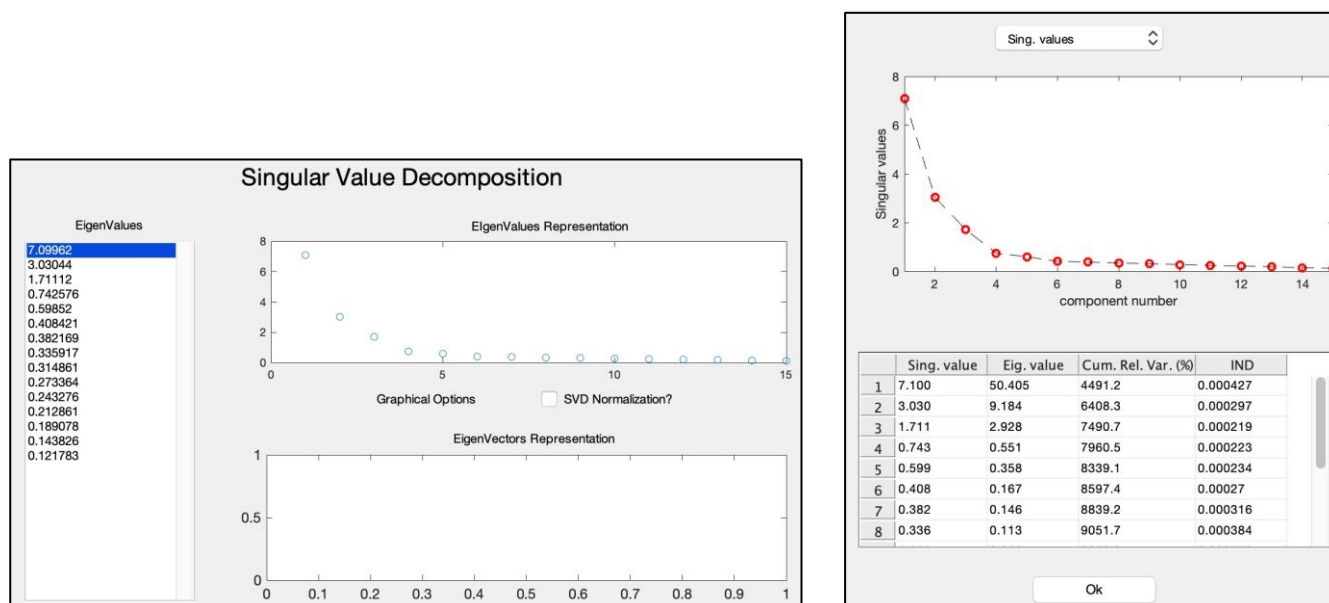 Singular Value Decomposition
EigenValues
7.09962
3.03044
1.71112
0.742576
0.59852
0.408421
0.382169
0.335917
0.314861
0.273364
0.243276
0.212861
0.189078
0.143826
0.121783
EIgenValues Representation
8
6
4
2
0
0 5 10 15
Graphical Options SVD Normalization?
EigenVectors Representation
1
0.5
0
0 0.1 0.2 0.3 0.4 0.5 0.6 0.7 0.8 0.9 1
Sing. values
Singular values
8
6
4
2
0
2 4 6 8 10 12 14
component number
Sing. value Eig. value Cum. Rel. Var. (%) IND
1 7.100 50.405 4491.2 0.000427
2 3.030 9.184 6408.3 0.000297
3 1.711 2.928 7490.7 0.000219
4 0.743 0.551 7960.5 0.000223
5 0.599 0.358 8339.1 0.000234
6 0.408 0.167 8597.4 0.00027
7 0.382 0.146 8839.2 0.000316
8 0.336 0.113 9051.7 0.000384
Ok